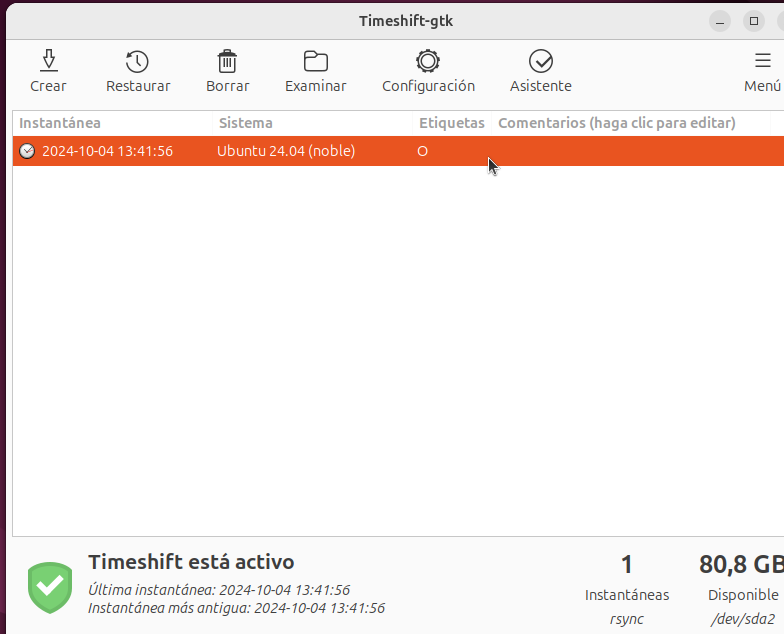 Timeshift-gtk
Crear Restaurar Borrar Examinar Configuración Asistente Menú
Instantánea Sistema Etiquetas Comentarios (haga clic para editar)
2024-10-04 13:41:56 Ubuntu 24.04 (noble) O
Timeshift está activo
Última instantánea: 2024-10-04 13:41:56
Instantánea más antigua: 2024-10-04 13:41:56
1
Instantáneas
rsync
80,8 GB
Disponible
/dev/sda2